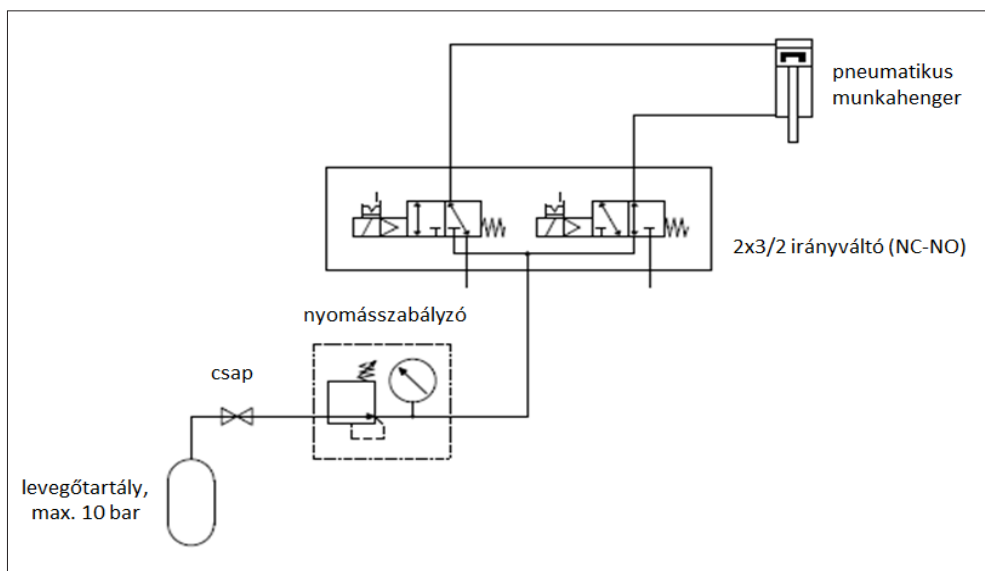 pneumatikus
munkahenger
2x3/2 irányváltó (NC-NO)
nyomásszabályzó
csap
levegőtartály,
max. 10 bar